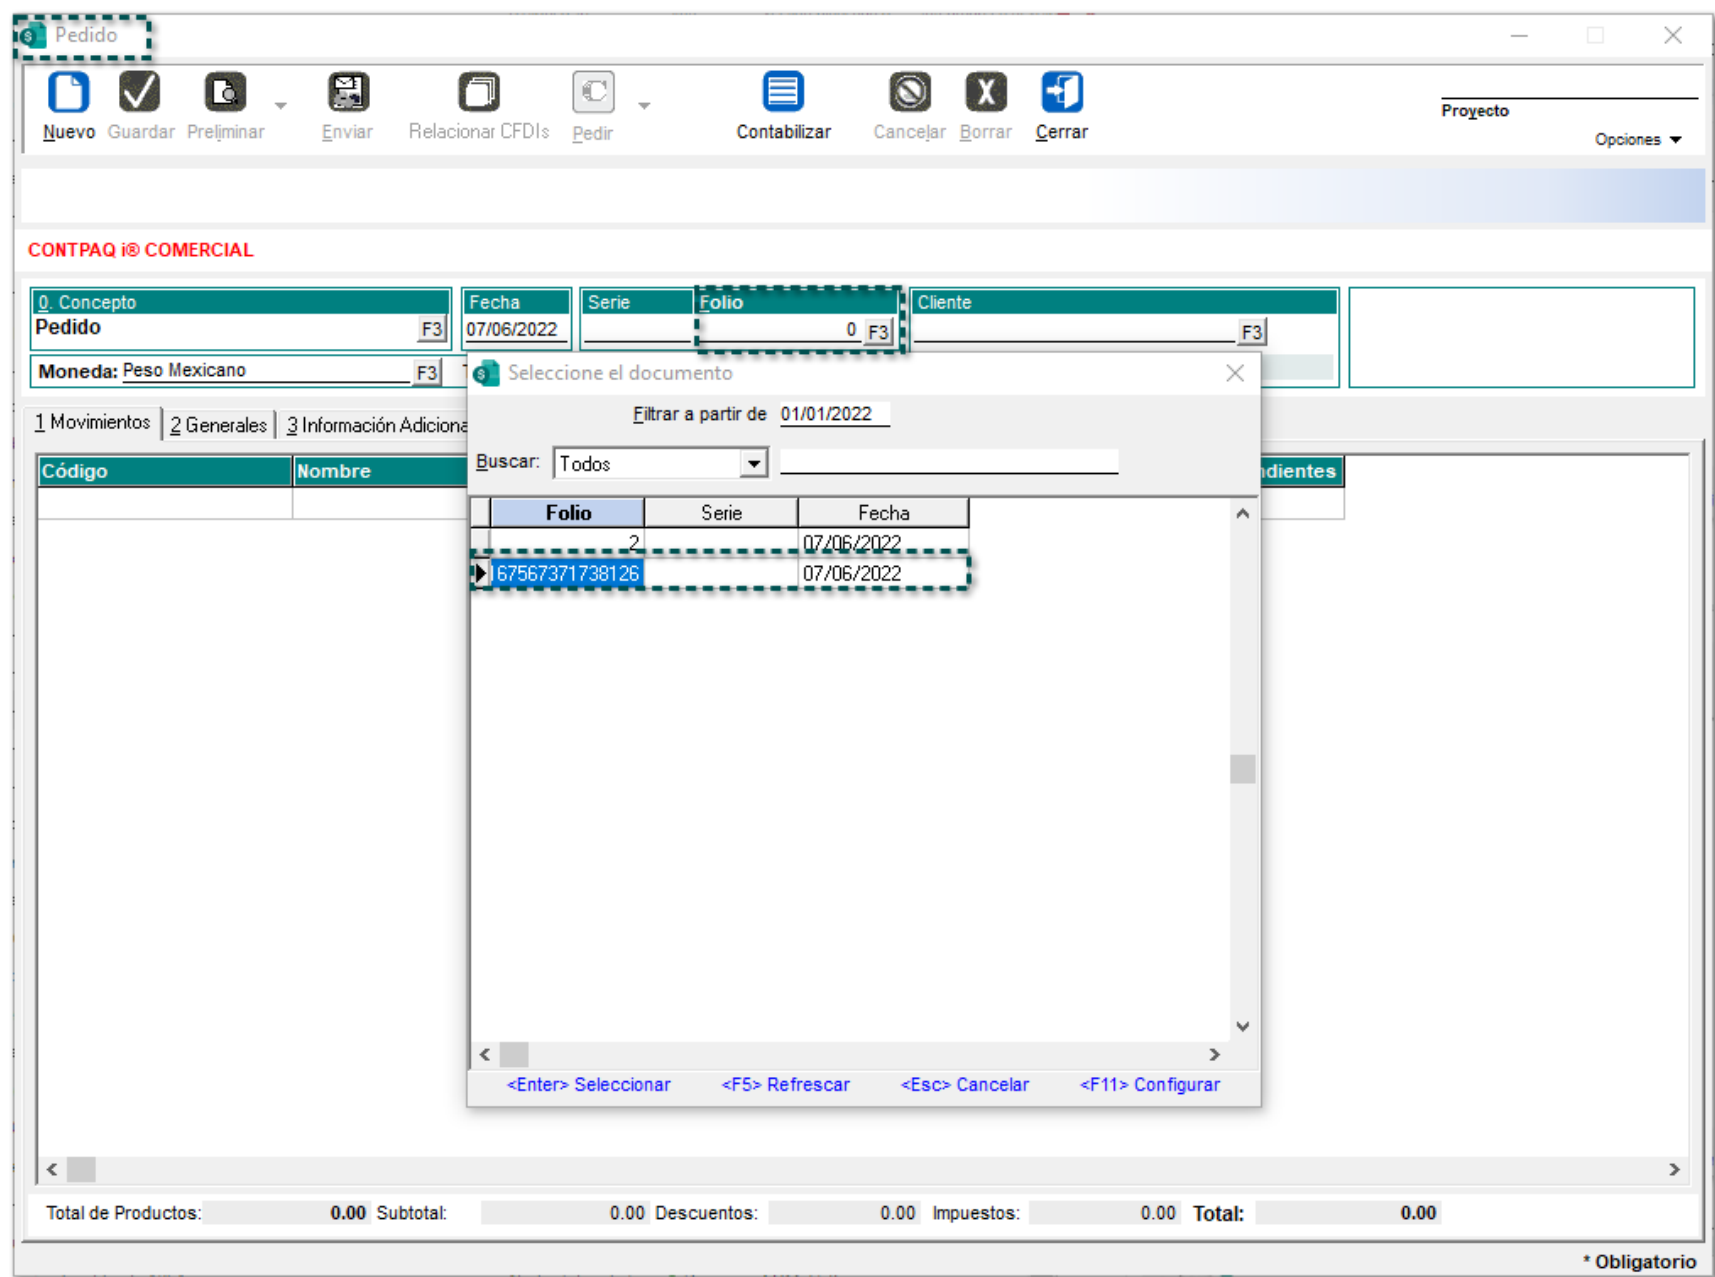 Pedido
Nuevo Guardar Preliminar Enviar Relacionar CFDIs Pedir Contabilizar Cancelar Borrar Cerrar
Proyecto
Opciones
CONTPAQ i® COMERCIAL
0. Concepto Fecha Serie Folio Cliente
Pedido F3 07/06/2022 0 F3 F3
Moneda: Peso Mexicano F3
Seleccione el documento
Filtrar a partir de 01/01/2022
1 Movimientos 2 Generales 3 Información Adiciona
Buscar: Todos
Código Nombre ndientes
Folio Serie Fecha
2 07/06/2022
67567371738126 07/06/2022
<Enter> Seleccionar <F5> Refrescar <Esc> Cancelar <F11> Configurar
Total de Productos: 0.00 Subtotal: 0.00 Descuentos: 0.00 Impuestos: 0.00 Total: 0.00
* Obligatorio